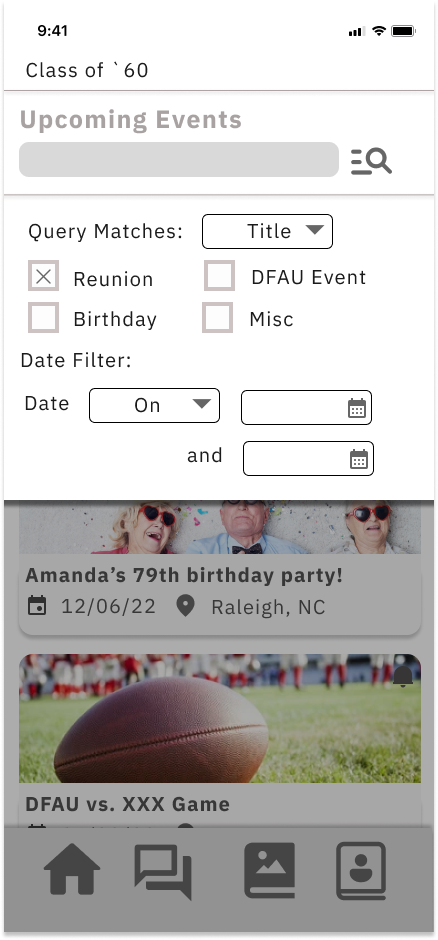 9:41
Class of `60
Upcoming Events
Query Matches: Title
Reunion DFAU Event
Birthday Misc
Date Filter:
Date On
and
Amanda’s 79th birthday party!
12/06/22 Raleigh, NC
DFAU vs. XXX Game